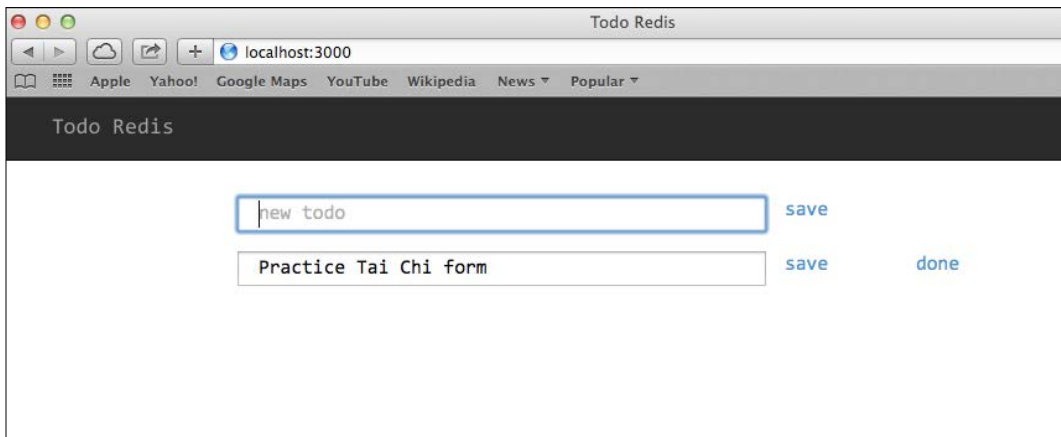 Todo Redis
localhost:3000
Apple Yahoo! Google Maps YouTube Wikipedia News Popular
Todo Redis
new todo save
Practice Tai Chi form save done